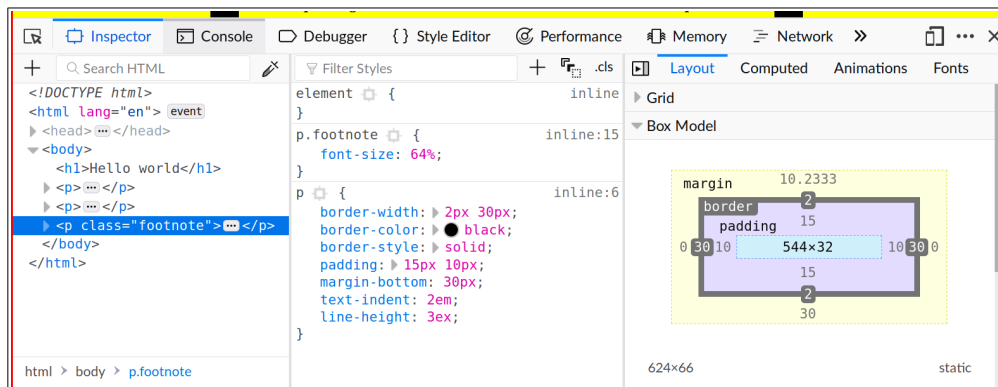 Inspector Console Debugger {} Style Editor Performance Memory Network
+ Search HTML
Filter Styles + .cls
Layout Computed Animations Fonts
<!DOCTYPE html>
<html lang="en"> event
<head> ··· </head>
<body>
<h1>Hello world</h1>
<p> ··· </p>
<p> ··· </p>
<p class="footnote"> ··· </p>
</body>
</html>
html > body > p.footnote
element { inline
}
p.footnote { inline:15
font-size: 64%;
}
p { inline:6
border-width: 2px 30px;
border-color: black;
border-style: solid;
padding: 15px 10px;
margin-bottom: 30px;
text-indent: 2em;
line-height: 3ex;
}
Grid
Box Model
margin 10.2333
border 2
padding 15
0 30 10 544×32 10 30 0
15
2
30
624×66 static